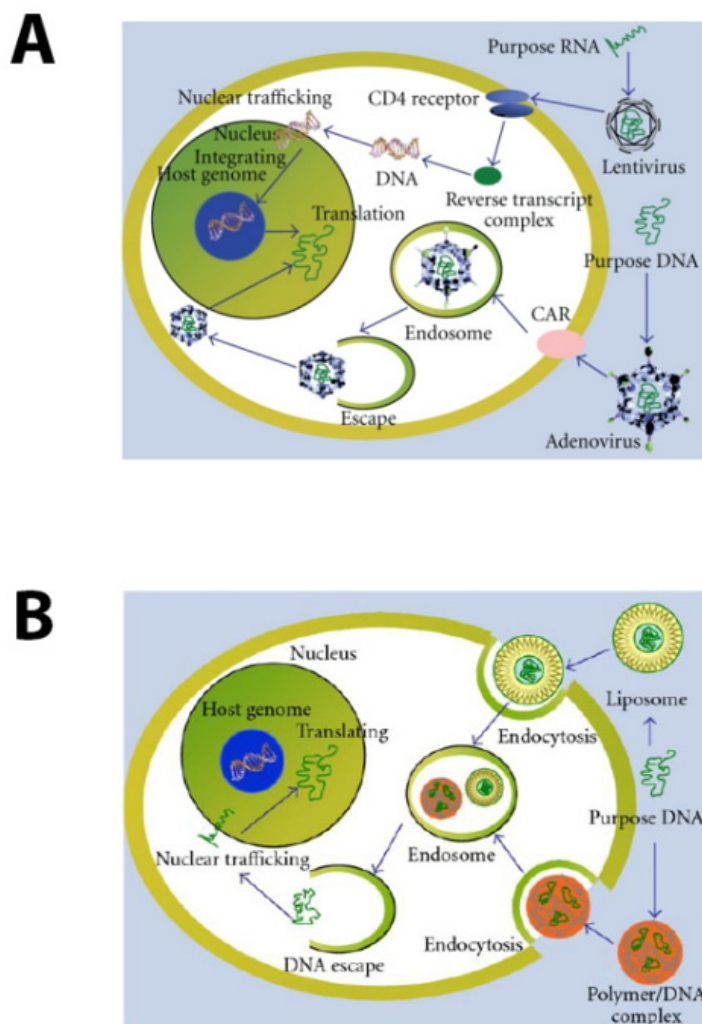 A
Purpose RNA
Nuclear trafficking
CD4 receptor
Nucleus
Integrating
Host genome
DNA
Lentivirus
Translation
Reverse transcript
complex
Purpose DNA
Endosome
CAR
Escape
Adenovirus
B
Nucleus
Host genome
Translating
Liposome
Endocytosis
Purpose DNA
Endosome
Nuclear trafficking
Endocytosis
DNA escape
Polymer/DNA
complex